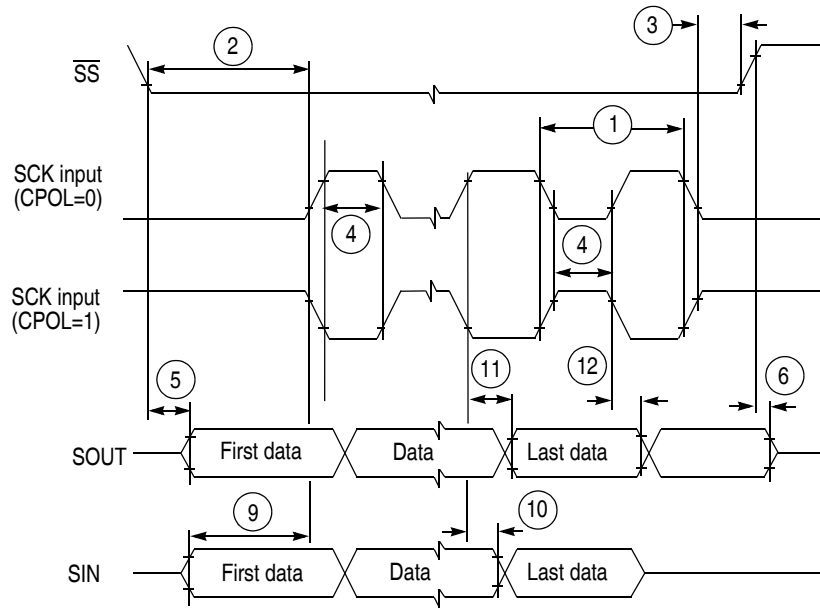 3
2
SS
1
SCK input
(CPOL=0)
4
4
SCK input
(CPOL=1)
5
11
12
6
SOUT
First data
Data
Last data
9
10
SIN
First data
Data
Last data